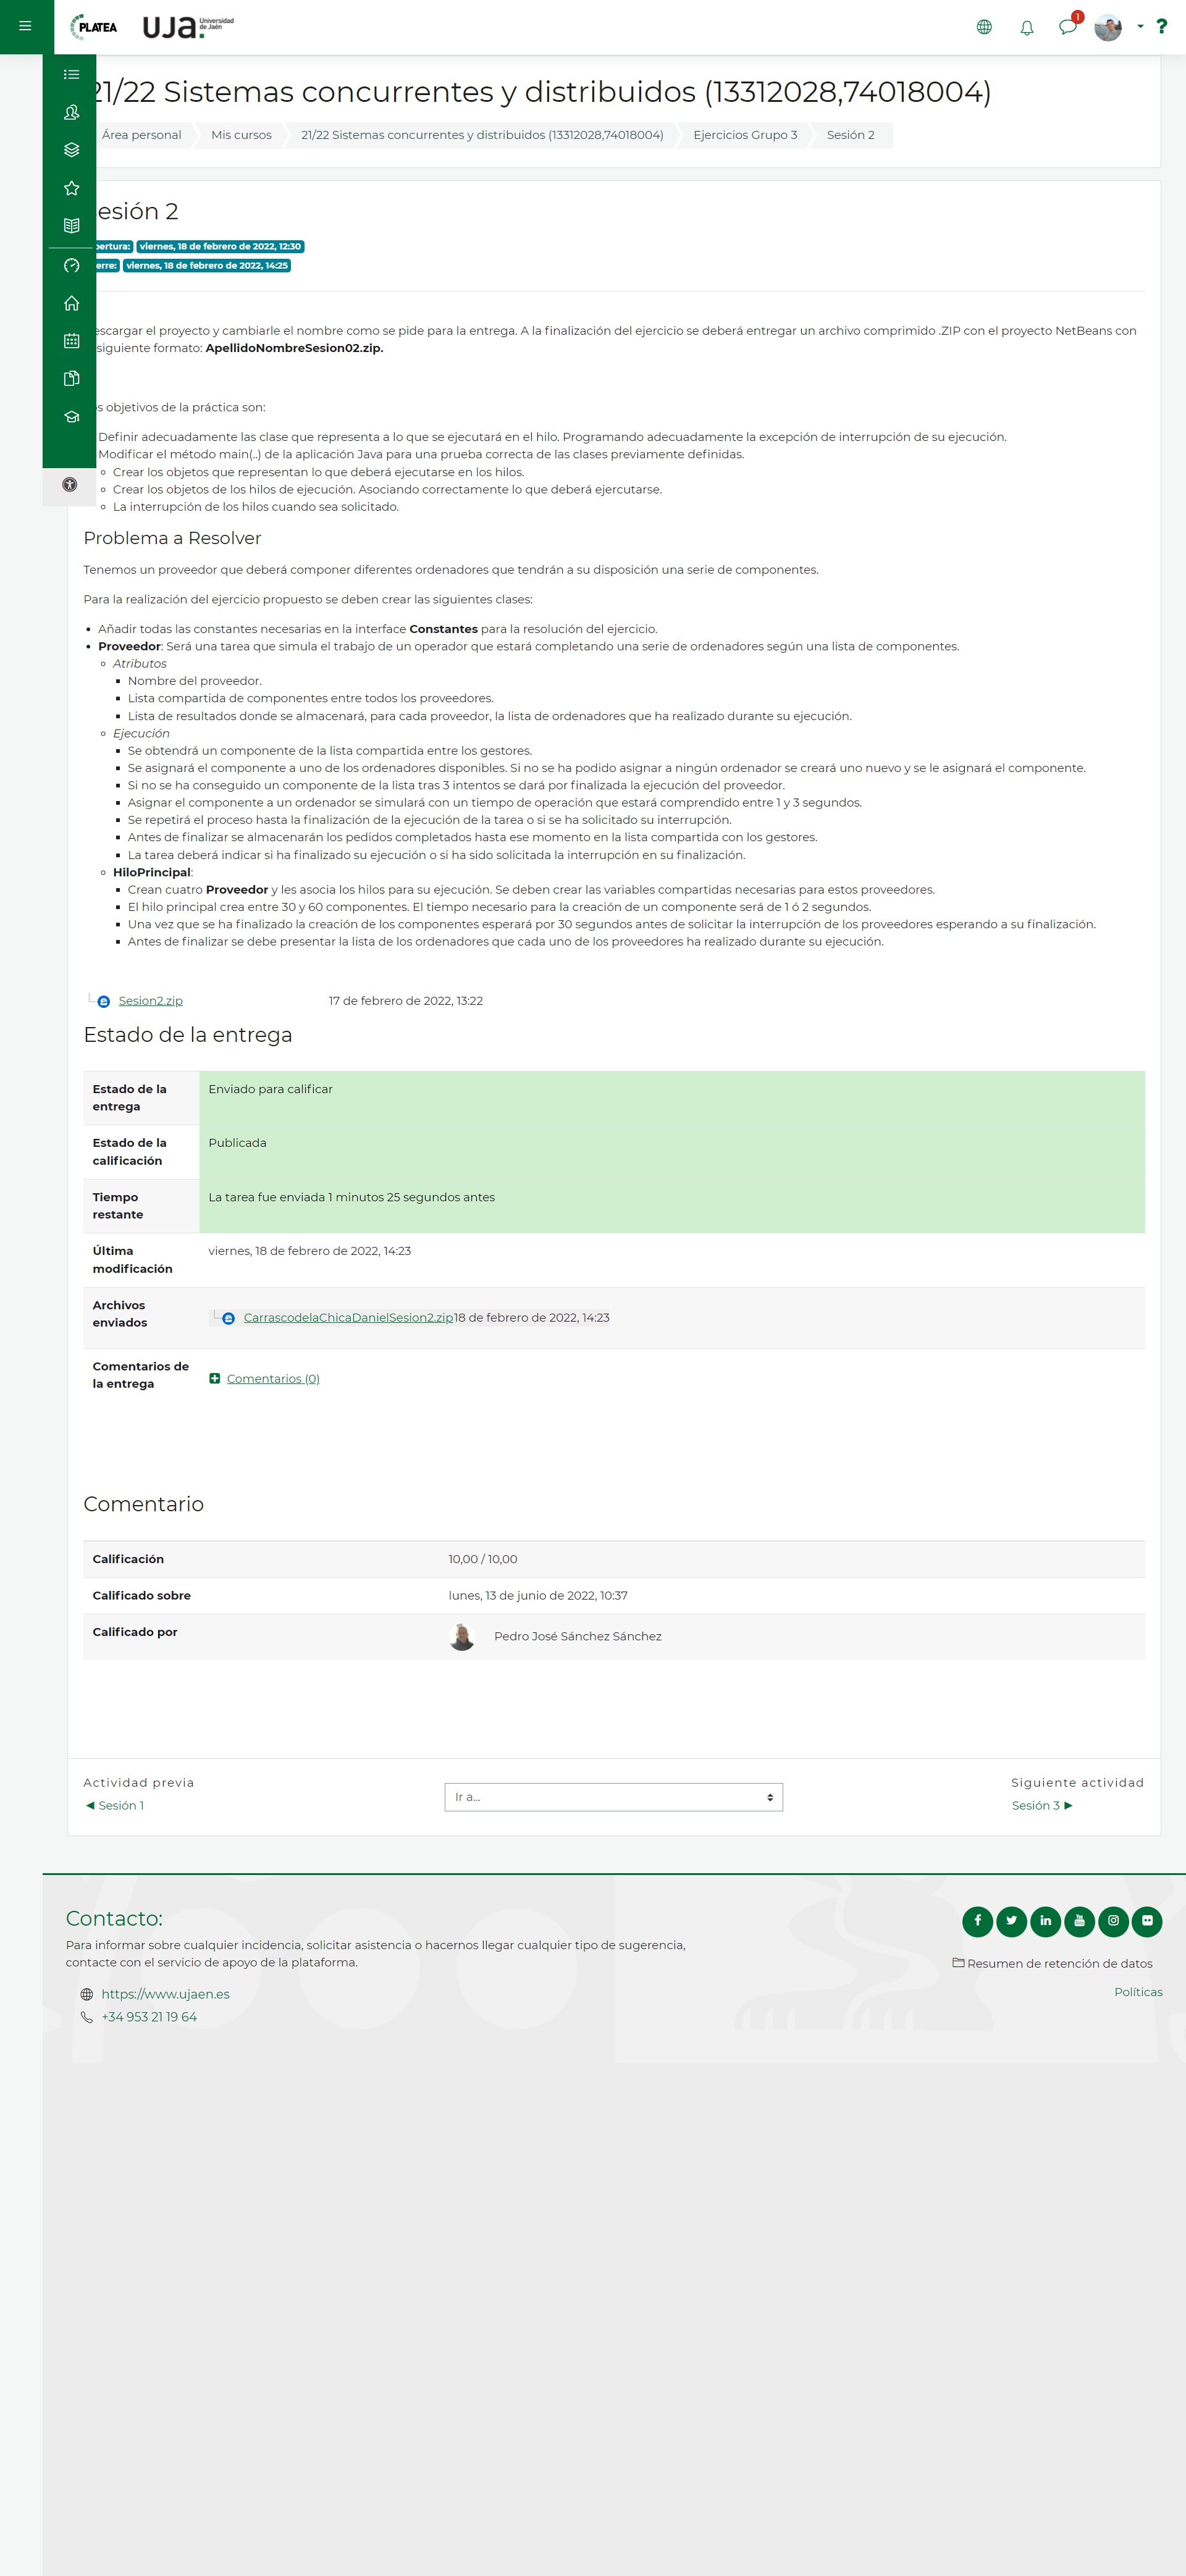 PLATEA
uja.
Universidad
de Jaén
1
21/22 Sistemas concurrentes y distribuidos (13312028,74018004)
Área personal
Mis cursos
21/22 Sistemas concurrentes y distribuidos (13312028,74018004)
Ejercicios Grupo 3
Sesión 2
esión 2
pertura: viernes, 18 de febrero de 2022, 12:30
erre: viernes, 18 de febrero de 2022, 14:25
escargar el proyecto y cambiarle el nombre como se pide para la entrega. A la finalización del ejercicio se deberá entregar un archivo comprimido .ZIP con el proyecto NetBeans con
siguiente formato: ApellidoNombreSesion02.zip.
s objetivos de la práctica son:
Definir adecuadamente las clase que representa a lo que se ejecutará en el hilo. Programando adecuadamente la excepción de interrupción de su ejecución.
Modificar el método main(..) de la aplicación Java para una prueba correcta de las clases previamente definidas.
Crear los objetos que representan lo que deberá ejecutarse en los hilos.
Crear los objetos de los hilos de ejecución. Asociando correctamente lo que deberá ejercutarse.
La interrupción de los hilos cuando sea solicitado.
Problema a Resolver
Tenemos un proveedor que deberá componer diferentes ordenadores que tendrán a su disposición una serie de componentes.
Para la realización del ejercicio propuesto se deben crear las siguientes clases:
Añadir todas las constantes necesarias en la interface Constantes para la resolución del ejercicio.
Proveedor: Será una tarea que simula el trabajo de un operador que estará completando una serie de ordenadores según una lista de componentes.
Atributos
Nombre del proveedor.
Lista compartida de componentes entre todos los proveedores.
Lista de resultados donde se almacenará, para cada proveedor, la lista de ordenadores que ha realizado durante su ejecución.
Ejecución
Se obtendrá un componente de la lista compartida entre los gestores.
Se asignará el componente a uno de los ordenadores disponibles. Si no se ha podido asignar a ningún ordenador se creará uno nuevo y se le asignará el componente.
Si no se ha conseguido un componente de la lista tras 3 intentos se dará por finalizada la ejecución del proveedor.
Asignar el componente a un ordenador se simulará con un tiempo de operación que estará comprendido entre 1 y 3 segundos.
Se repetirá el proceso hasta la finalización de la ejecución de la tarea o si se ha solicitado su interrupción.
Antes de finalizar se almacenarán los pedidos completados hasta ese momento en la lista compartida con los gestores.
La tarea deberá indicar si ha finalizado su ejecución o si ha sido solicitada la interrupción en su finalización.
HiloPrincipal:
Crean cuatro Proveedor y les asocia los hilos para su ejecución. Se deben crear las variables compartidas necesarias para estos proveedores.
El hilo principal crea entre 30 y 60 componentes. El tiempo necesario para la creación de un componente será de 1 ó 2 segundos.
Una vez que se ha finalizado la creación de los componentes esperará por 30 segundos antes de solicitar la interrupción de los proveedores esperando a su finalización.
Antes de finalizar se debe presentar la lista de los ordenadores que cada uno de los proveedores ha realizado durante su ejecución.
Sesion2.zip 17 de febrero de 2022, 13:22
Estado de la entrega
Estado de la entrega
Enviado para calificar
Estado de la calificación
Publicada
Tiempo restante
La tarea fue enviada 1 minutos 25 segundos antes
Última modificación
viernes, 18 de febrero de 2022, 14:23
Archivos enviados
CarrascodelaChicaDanielSesion2.zip18 de febrero de 2022, 14:23
Comentarios de la entrega
Comentarios (0)
Comentario
Calificación 10,00 / 10,00
Calificado sobre lunes, 13 de junio de 2022, 10:37
Calificado por Pedro José Sánchez Sánchez
Actividad previa
◄ Sesión 1
Ir a...
Siguiente actividad
Sesión 3 ►
Contacto:
Para informar sobre cualquier incidencia, solicitar asistencia o hacernos llegar cualquier tipo de sugerencia,
contacte con el servicio de apoyo de la plataforma.
https://www.ujaen.es
+34 953 21 19 64
Resumen de retención de datos
Políticas